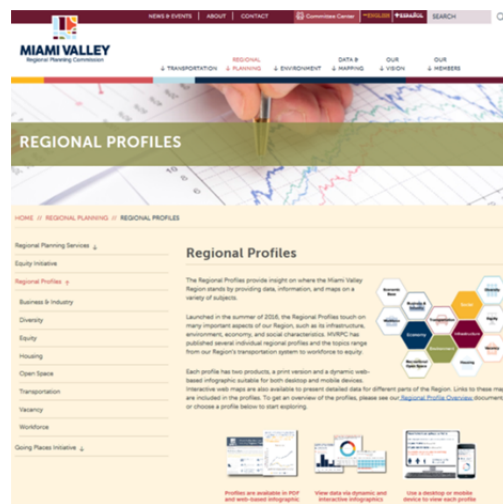 NEWS & EVENTS | ABOUT | CONTACT
Committee Center
ENGLISH
ESPAÑOL
SEARCH
MIAMI VALLEY
Regional Planning Commission
TRANSPORTATION
REGIONAL
PLANNING
ENVIRONMENT
DATA &
MAPPING
OUR
VISION
OUR
MEMBERS
REGIONAL PROFILES
HOME // REGIONAL PLANNING // REGIONAL PROFILES
Regional Planning Services
Equity Initiative
Regional Profiles
Business & Industry
Diversity
Equity
Housing
Open Space
Transportation
Vacancy
Workforce
Going Places Initiative
Regional Profiles
The Regional Profiles provide insight on where the Miami Valley
Region stands by providing data, information, and maps on a
variety of subjects.
Launched in the summer of 2016, the Regional Profiles touch on
many important aspects of our Region, such as its infrastructure,
environment, economy, and social characteristics. MVRPC has
published several individual regional profiles and the topics range
from our Region's transportation system to workforce to equity.
Each profile has two products, a print version and a dynamic web-
based infographic suitable for both desktop and mobile devices.
Interactive web maps are also available to present detailed data for different parts of the Region. Links to these map
are included in the profiles. To get an overview of the profiles, please see our Regional Profile Overview document
or choose a profile below to start exploring.
Economy
Social
Infrastructure
Environment
Housing
Profiles are available in PDF
and web-based infographic
View data via dynamic and
interactive infographics
Use a desktop or mobile
device to view each profile